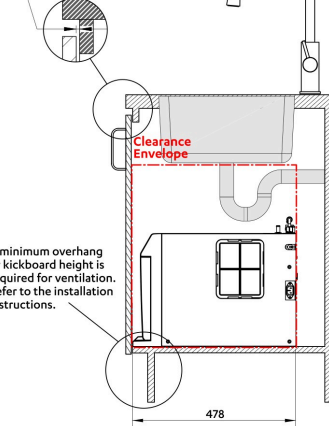 Clearance
Envelope
minimum overhang
kickboard height is
quired for ventilation.
efer to the installation
structions.
478